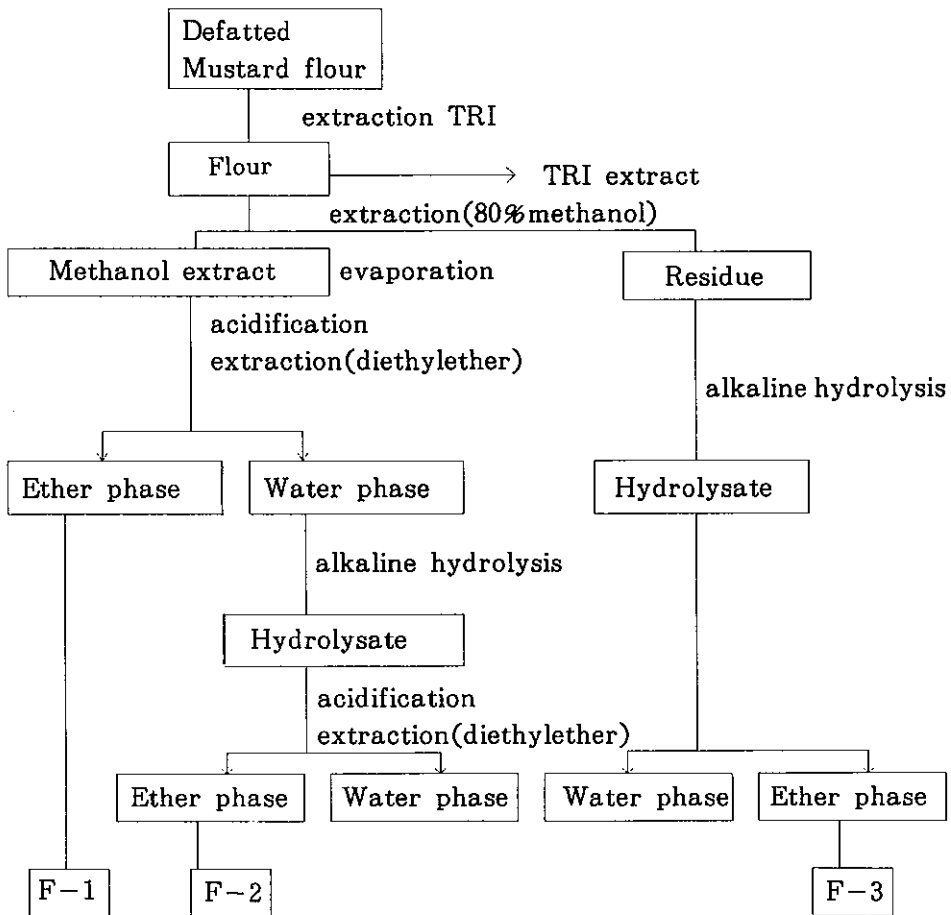 Defatted
Mustard flour
extraction TRI
Flour
TRI extract
extraction(80%methanol)
Methanol extract
evaporation
Residue
acidification
extraction(diethylether)
alkaline hydrolysis
Ether phase
Water phase
Hydrolysate
alkaline hydrolysis
Hydrolysate
acidification
extraction(diethylether)
Ether phase
Water phase
Water phase
Ether phase
F-1
F-2
F-3